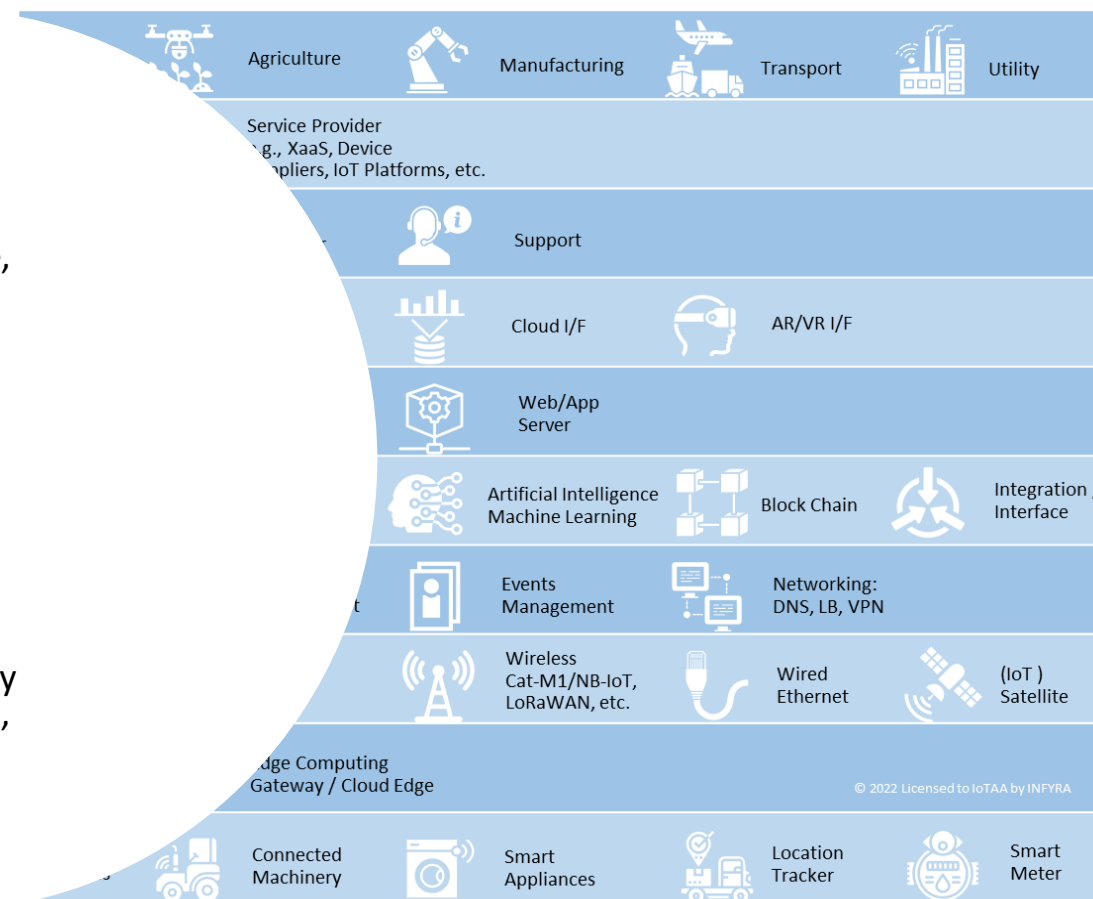 Agriculture
Manufacturing
Transport
Utility
Service Provider
e.g., XaaS, Device
Suppliers, IoT Platforms, etc.
Support
Cloud I/F
AR/VR I/F
Web/App
Server
Artificial Intelligence
Machine Learning
Block Chain
Integration
Interface
Events
Management
Networking:
DNS, LB, VPN
Wireless
Cat-M1/NB-IoT,
LoRaWAN, etc.
Wired
Ethernet
(IoT )
Satellite
Edge Computing
Gateway / Cloud Edge
© 2022 Licensed to IoTAA by INFYRA
Connected
Machinery
Smart
Appliances
Location
Tracker
Smart
Meter